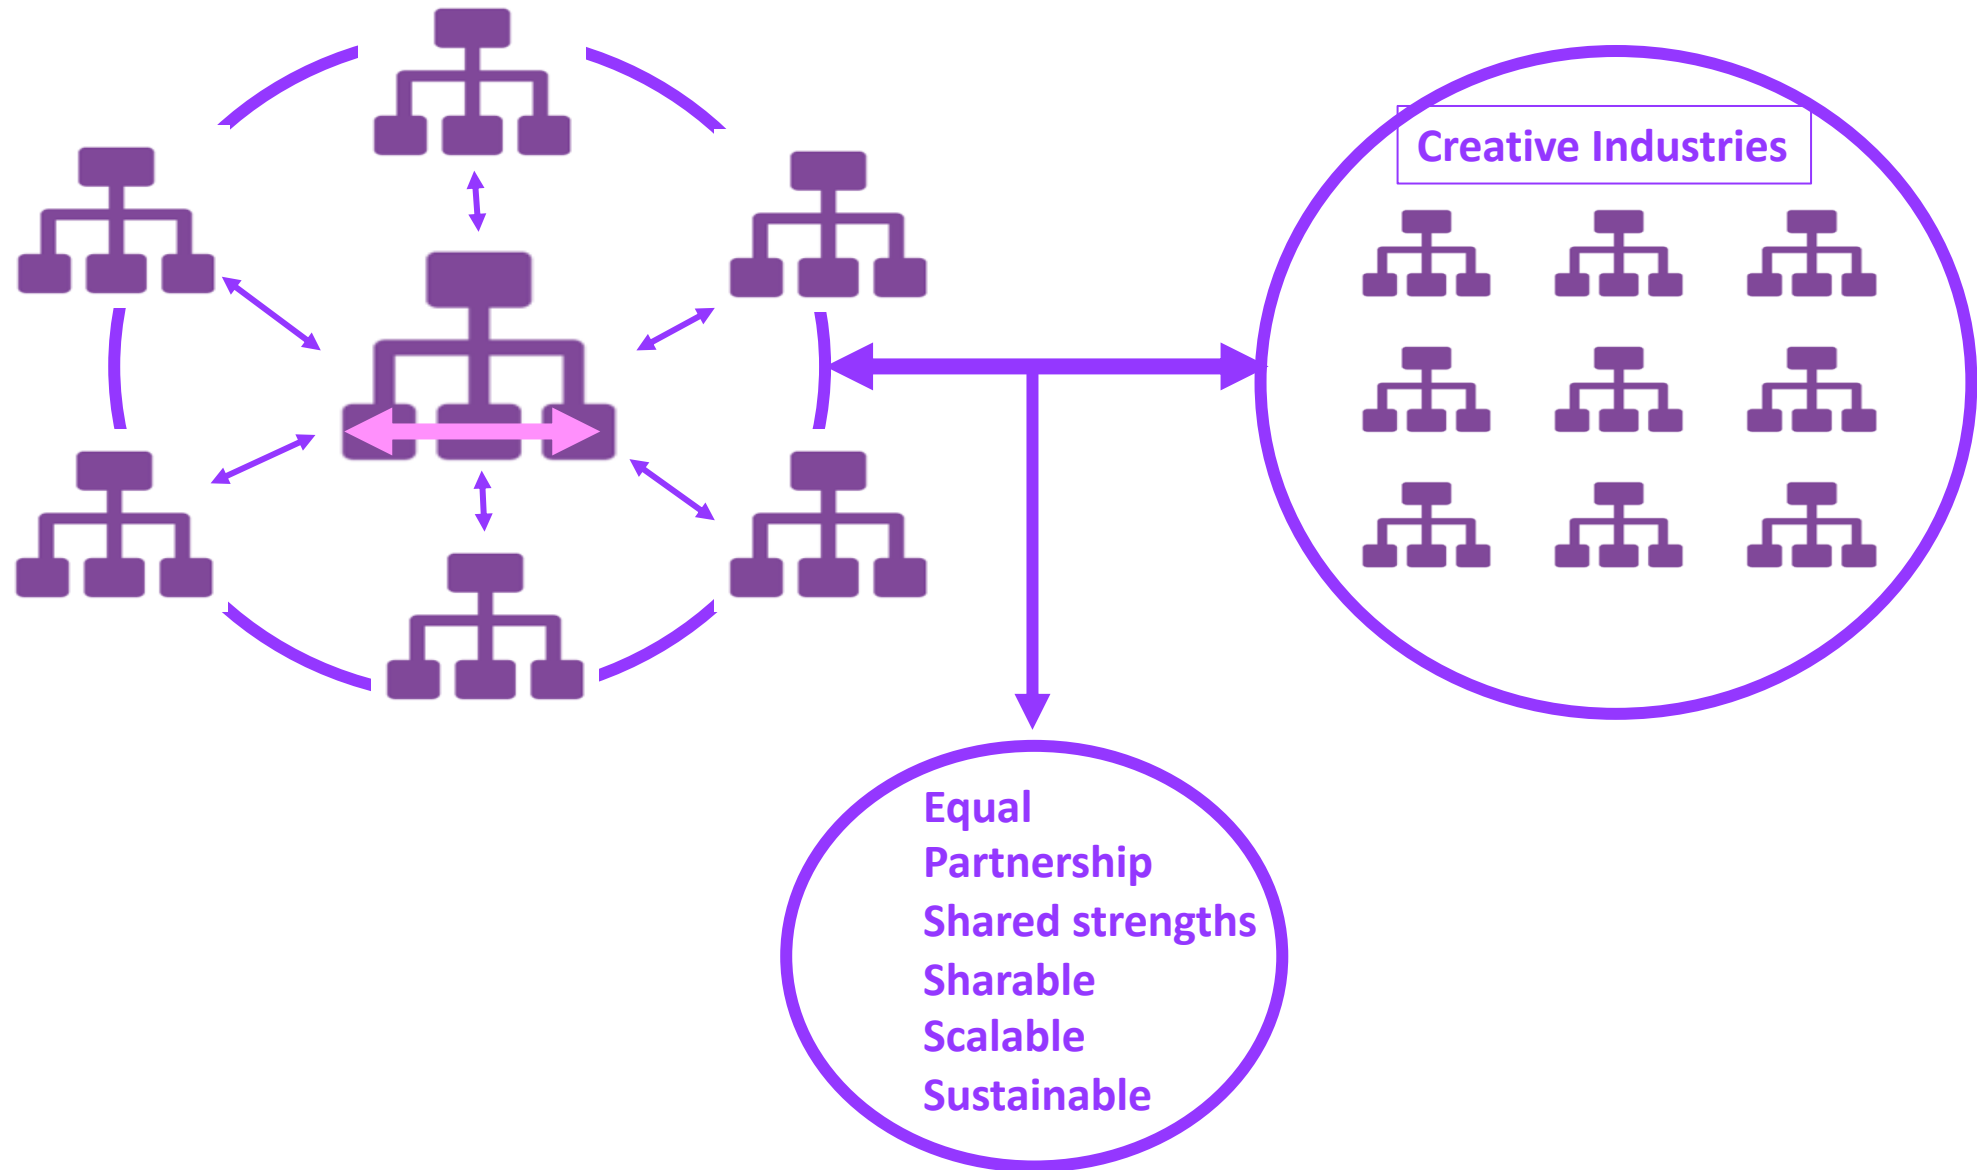 Creative Industries
Equal
Partnership
Shared strengths
Sharable
Scalable
Sustainable